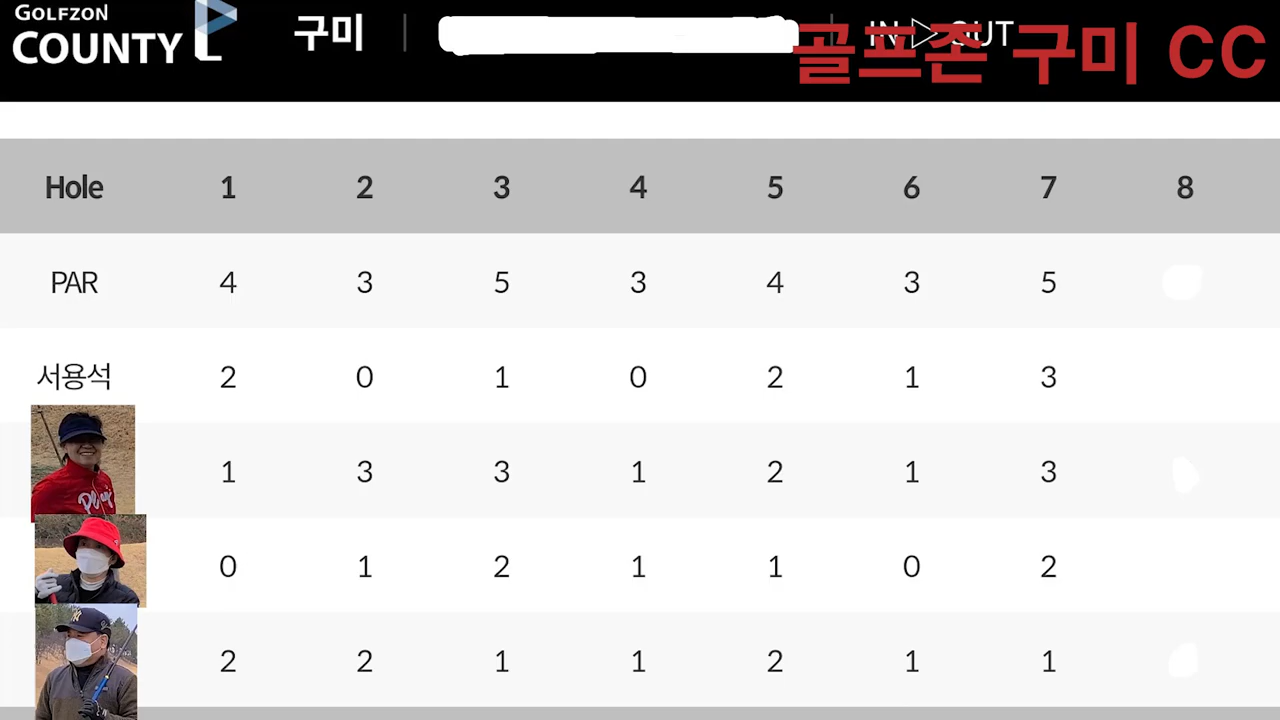 GOLFZON
COUNTY
구미
IN ▷ OUT
골프존 구미 CC
Hole 1 2 3 4 5 6 7 8
PAR 4 3 5 3 4 3 5
서용석 2 0 1 0 2 1 3
1 3 3 1 2 1 3
0 1 2 1 1 0 2
2 2 1 1 2 1 1